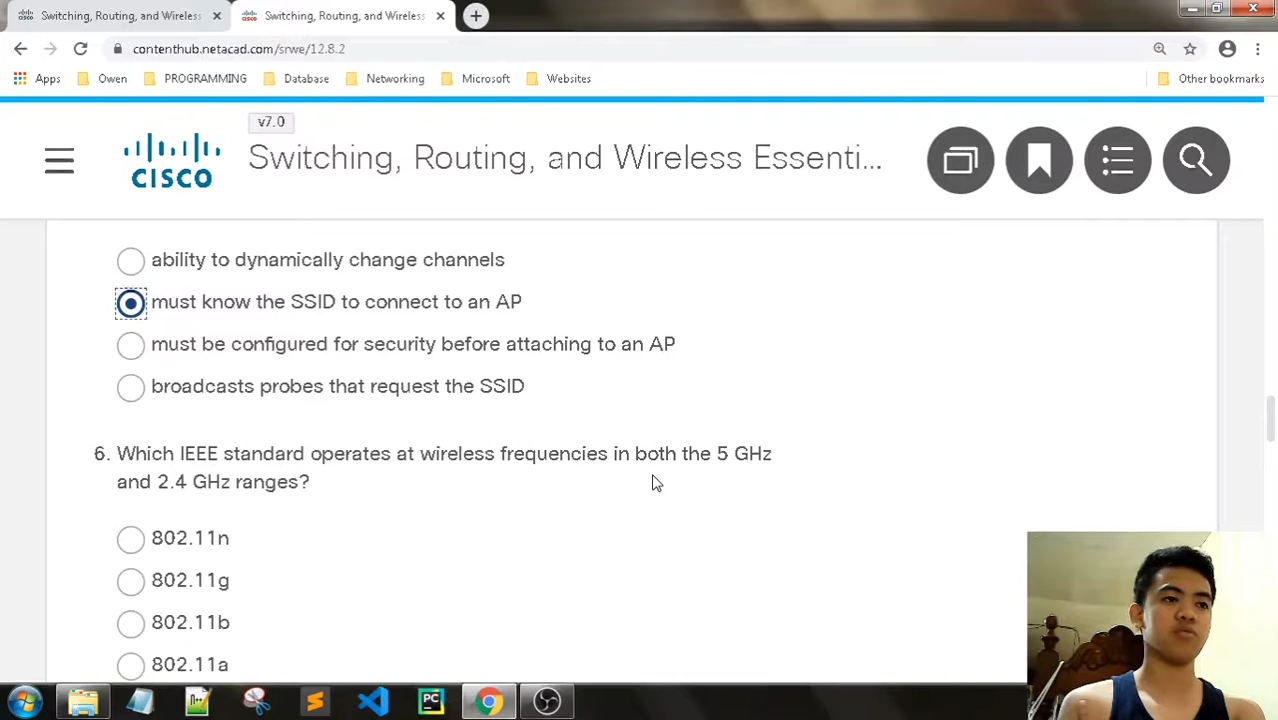 Switching, Routing, and Wireless
Switching, Routing, and Wireless
contenthub.netacad.com/srwe/12.8.2
Apps
Owen
PROGRAMMING
Database
Networking
Microsoft
Websites
Other bookmarks
v7.0
CISCO
Switching, Routing, and Wireless Essenti...
ability to dynamically change channels
must know the SSID to connect to an AP
must be configured for security before attaching to an AP
broadcasts probes that request the SSID
6. Which IEEE standard operates at wireless frequencies in both the 5 GHz
and 2.4 GHz ranges?
802.11n
802.11g
802.11b
802.11a
PC